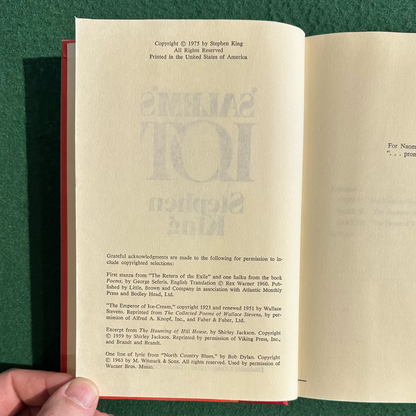 Copyright © 1975 by Stephen King
All Rights Reserved
Printed in the United States of America
'SALEM'S
LOT
Stephen
King
Grateful acknowledgments are made to the following for permission to in-
clude copyrighted selections:
First stanza from "The Return of the Exile" and one haiku from the book
Poems, by George Seferis, English Translation © Rex Warner 1960. Pub-
lished by Little, Brown and Company in association with Atlantic Monthly
Press and Bodley Head, Ltd.
"The Emperor of Ice-Cream," copyright 1923 and renewed 1951 by Wallace
Stevens. Reprinted from The Collected Poems of Wallace Stevens, by per-
mission of Alfred A. Knopf, Inc., and Faber & Faber, Ltd.
Excerpt from The Haunting of Hill House, by Shirley Jackson. Copyright
© 1959 by Shirley Jackson. Reprinted by permission of Viking Press, Inc.,
and Brandt and Brandt.
One line of lyric from "North Country Blues," by Bob Dylan. Copyright
© 1963 by M. Witmark & Sons. All rights reserved. Used by permission of
Warner Bros. Music.
For Naom
". . . pron